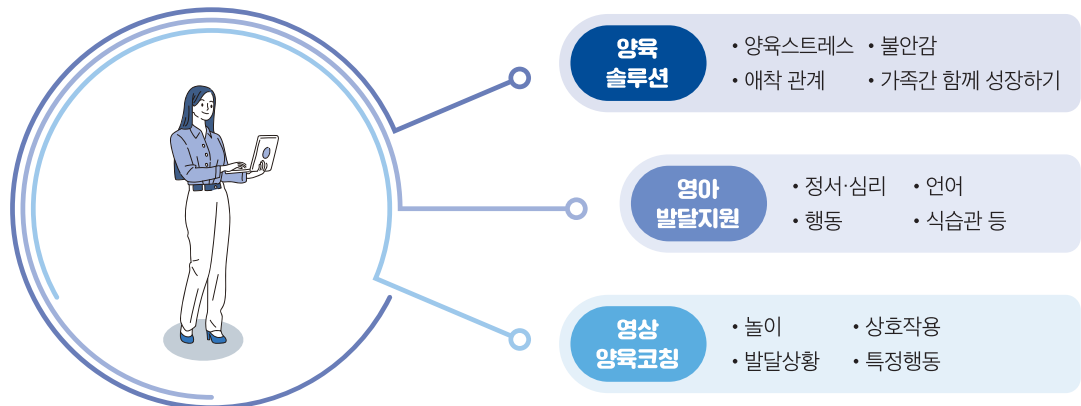 양육
솔루션
• 양육스트레스 • 불안감
• 애착 관계 • 가족간 함께 성장하기
영아
발달지원
• 정서·심리 • 언어
• 행동 • 식습관 등
영상
양육코칭
• 놀이 • 상호작용
• 발달상황 • 특정행동